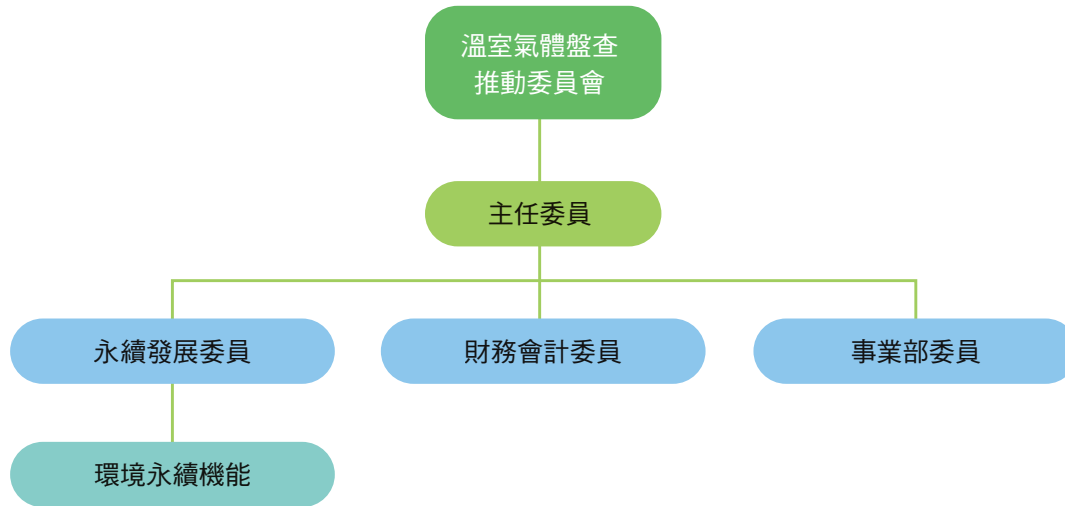 溫室氣體盤查
推動委員會
主任委員
永續發展委員
財務會計委員
事業部委員
環境永續機能